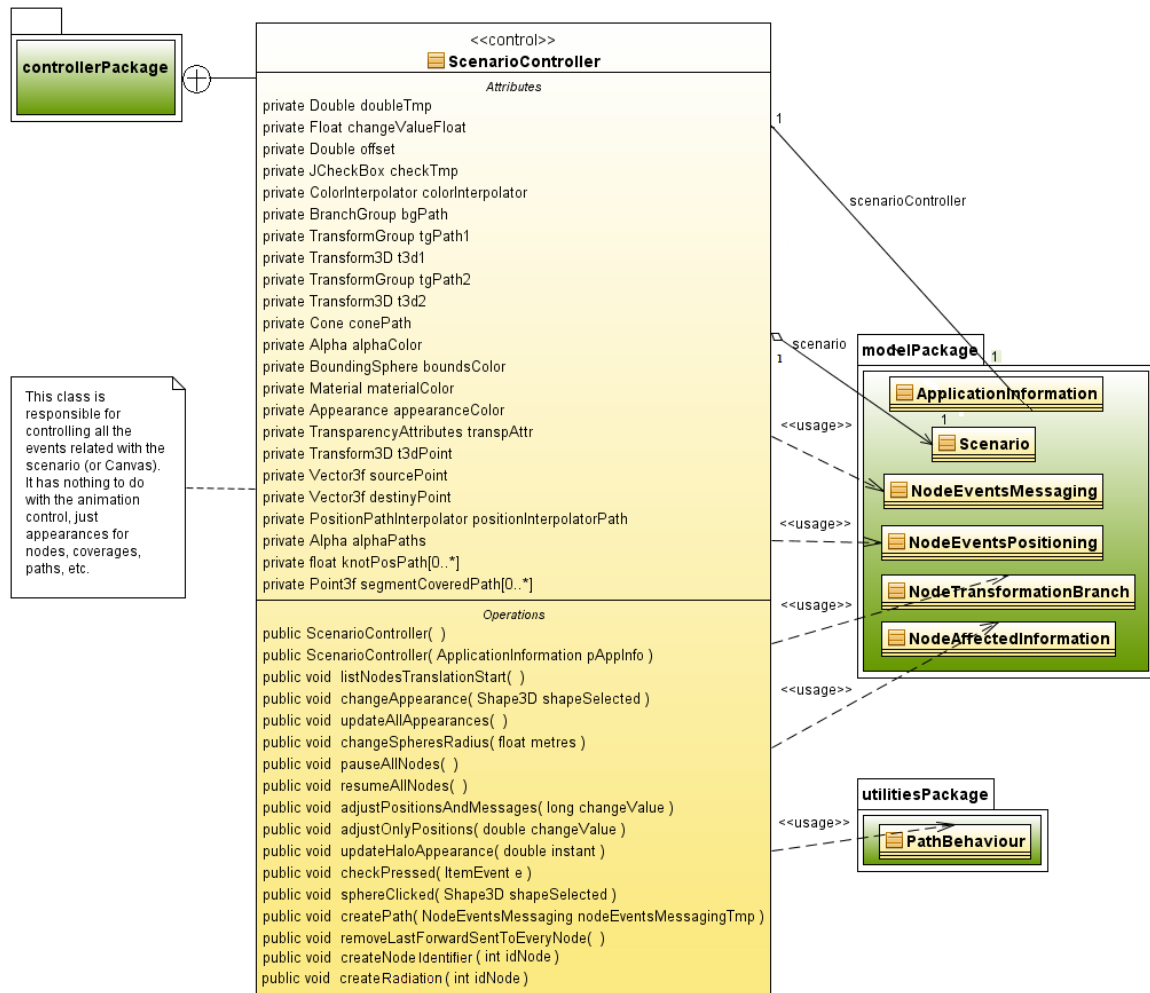 controllerPackage
<<control>>
ScenarioController
Attributes
private Double doubleTmp
private Float changeValueFloat
private Double offset
private JCheckBox checkTmp
private ColorInterpolator colorInterpolator
private BranchGroup bgPath
private TransformGroup tgPath1
private Transform3D t3d1
private TransformGroup tgPath2
private Transform3D t3d2
private Cone conePath
private Alpha alphaColor
private BoundingSphere boundsColor
private Material materialColor
private Appearance appearanceColor
private TransparencyAttributes transpAttr
private Transform3D t3dPoint
private Vector3f sourcePoint
private Vector3f destinyPoint
private PositionPathInterpolator positionInterpolatorPath
private Alpha alphaPaths
private float knotPosPath[0..*]
private Point3f segmentCoveredPath[0..*]
Operations
public ScenarioController( )
public ScenarioController( ApplicationInformation pAppInfo )
public void listNodesTranslationStart( )
public void changeAppearance( Shape3D shapeSelected )
public void updateAllAppearances( )
public void changeSpheresRadius( float metres )
public void pauseAllNodes( )
public void resumeAllNodes( )
public void adjustPositionsAndMessages( long changeValue )
public void adjustOnlyPositions( double changeValue )
public void updateHaloAppearance( double instant )
public void checkPressed( ItemEvent e )
public void sphereClicked( Shape3D shapeSelected )
public void createPath( NodeEventsMessaging nodeEventsMessagingTmp )
public void removeLastForwardSentToEveryNode( )
public void createNodeIdentifier ( int idNode )
public void createRadiation ( int idNode )
This class is
responsible for
controlling all the
events related with the
scenario (or Canvas).
It has nothing to do
with the animation
control, just
appearances for
nodes, coverages,
paths, etc.
1
scenarioController
1
scenario
1
1
<<usage>>
<<usage>>
<<usage>>
<<usage>>
<<usage>>
modelPackage
ApplicationInformation
Scenario
NodeEventsMessaging
NodeEventsPositioning
NodeTransformationBranch
NodeAffectedInformation
utilitiesPackage
PathBehaviour